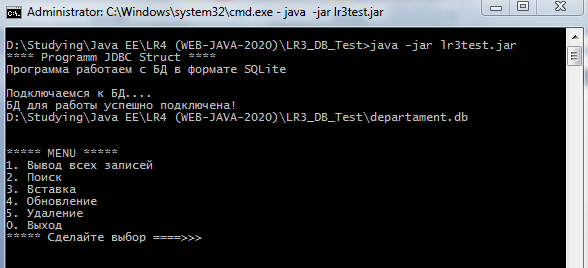 Administrator: C:\Windows\system32\cmd.exe - java -jar lr3test.jar
D:\Studying\Java EE\LR4 (WEB-JAVA-2020)\LR3_DB_Test>java -jar lr3test.jar
**** Programm JDBC Struct ****
Программа работаем с БД в формате SQLite
Подключаемся к БД....
БД для работы успешно подключена!
D:\Studying\Java EE\LR4 (WEB-JAVA-2020)\LR3_DB_Test\departament.db
***** MENU *****
1. Вывод всех записей
2. Поиск
3. Вставка
4. Обновление
5. Удаление
0. Выход
***** Сделайте выбор ====>>>